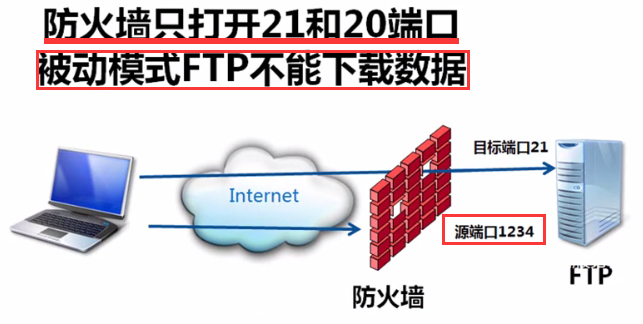 防火墙只打开21和20端口
被动模式FTP不能下载数据
目标端口21
Internet
源端口1234
FTP
防火墙